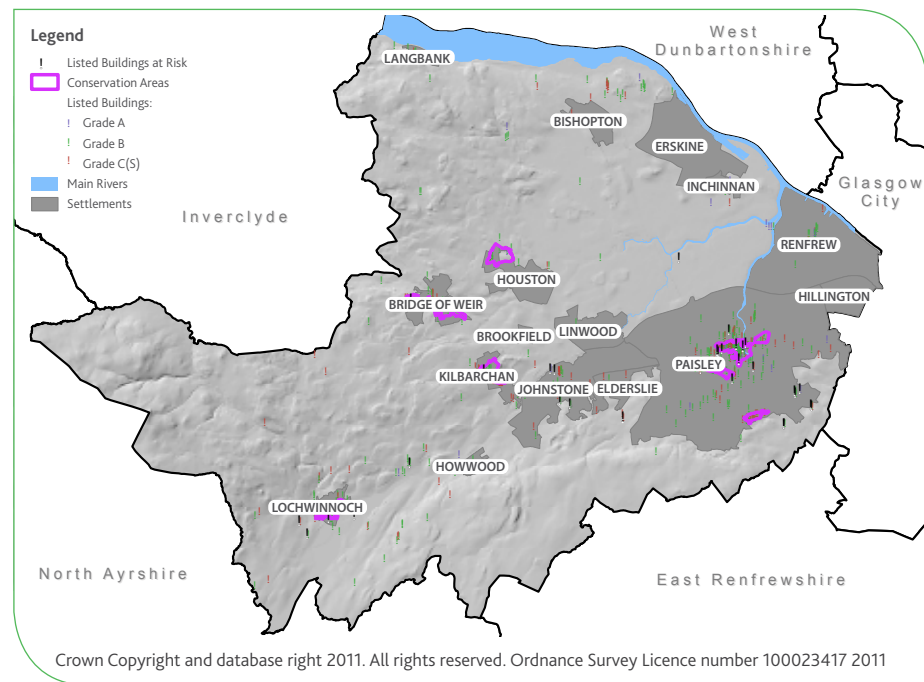 Legend
Listed Buildings at Risk
Conservation Areas
Listed Buildings:
Grade A
Grade B
Grade C(S)
Main Rivers
Settlements
West
Dunbartonshire
LANGBANK
BISHOPTON
ERSKINE
INCHINNAN
Glasgow
City
Inverclyde
RENFREW
HOUSTON
HILLINGTON
BRIDGE OF WEIR
BROOKFIELD
LINWOOD
PAISLEY
KILBARCHAN
JOHNSTONE
ELDERSLIE
HOWWOOD
LOCHWINNOCH
North Ayrshire
East Renfrewshire
Crown Copyright and database right 2011. All rights reserved. Ordnance Survey Licence number 100023417 2011